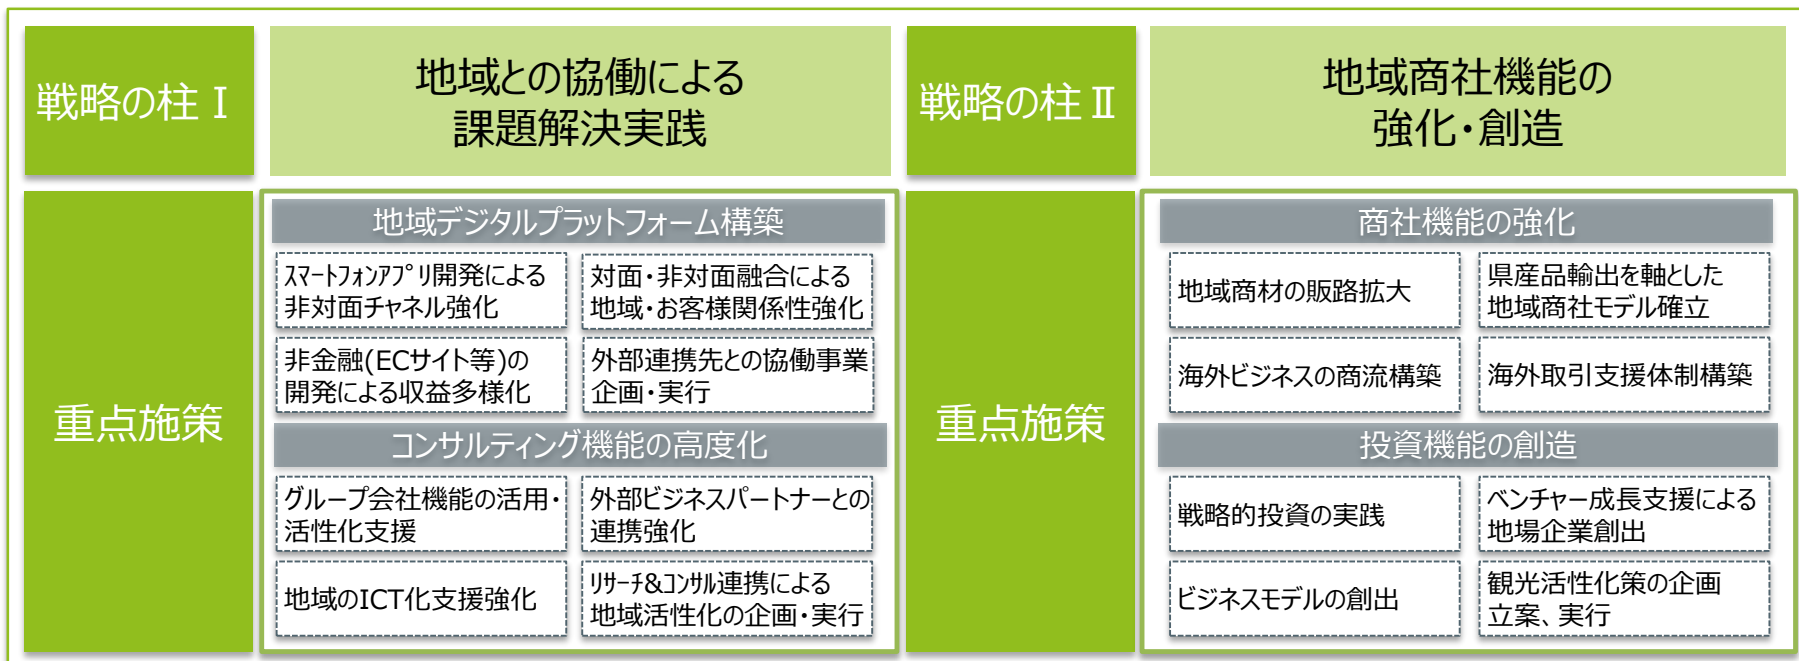 戦略の柱Ⅰ
地域との協働による
課題解決実践
重点施策
地域デジタルプラットフォーム構築
ｽﾏｰﾄﾌｫﾝｱﾌﾟﾘ開発による
非対面チャネル強化
対面・非対面融合による
地域・お客様関係性強化
非金融(ECサイト等)の
開発による収益多様化
外部連携先との協働事業
企画・実行
コンサルティング機能の高度化
グループ会社機能の活用・
活性化支援
外部ビジネスパートナーとの
連携強化
地域のICT化支援強化
ﾘｻｰﾁ&ｺﾝｻﾙ連携による
地域活性化の企画・実行
戦略の柱Ⅱ
地域商社機能の
強化・創造
重点施策
商社機能の強化
地域商材の販路拡大
県産品輸出を軸とした
地域商社モデル確立
海外ビジネスの商流構築
海外取引支援体制構築
投資機能の創造
戦略的投資の実践
ベンチャー成長支援による
地場企業創出
ビジネスモデルの創出
観光活性化策の企画
立案、実行